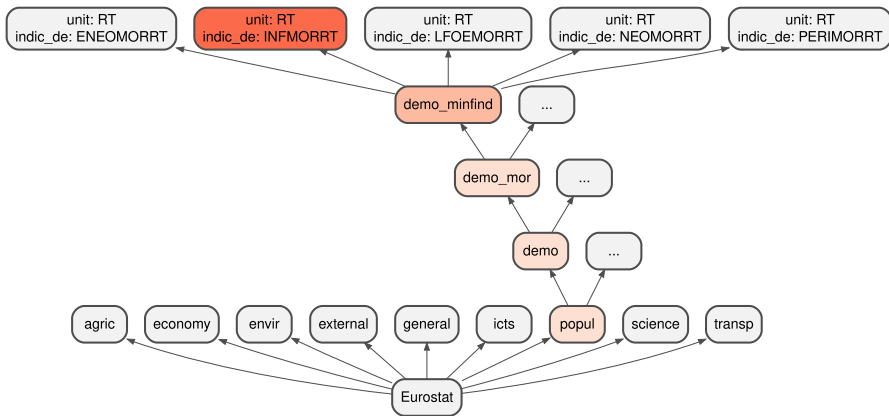 unit: RT
indic_de: ENEOMORRT
unit: RT
indic_de: INFMORRT
unit: RT
indic_de: LFOEMORRT
unit: RT
indic_de: NEOMORRT
unit: RT
indic_de: PERIMORRT
demo_minfind
...
demo_mor
...
demo
...
agric
economy
envir
external
general
icts
popul
science
transp
Eurostat